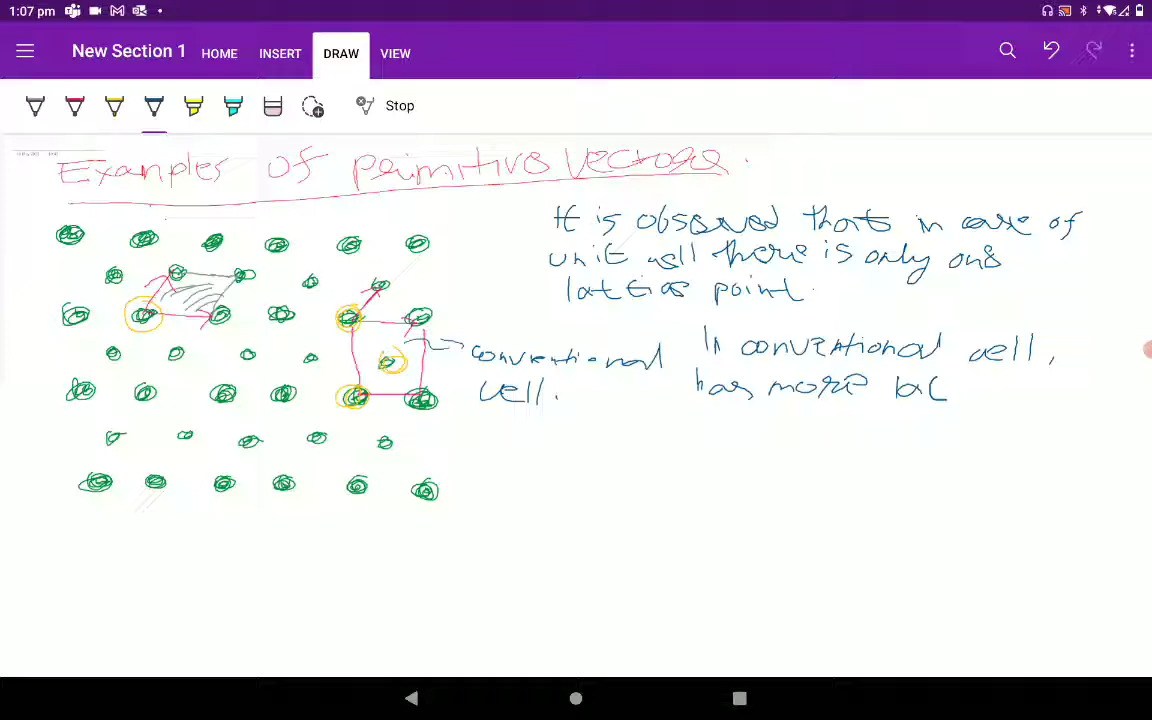 1:07 pm
New Section 1 HOME INSERT DRAW VIEW
Stop
Examples of primitive Vectors.
It is observed that in case of
unit cell there is only one
lattice point.
conventional
cell.
In conventional cell,
has more